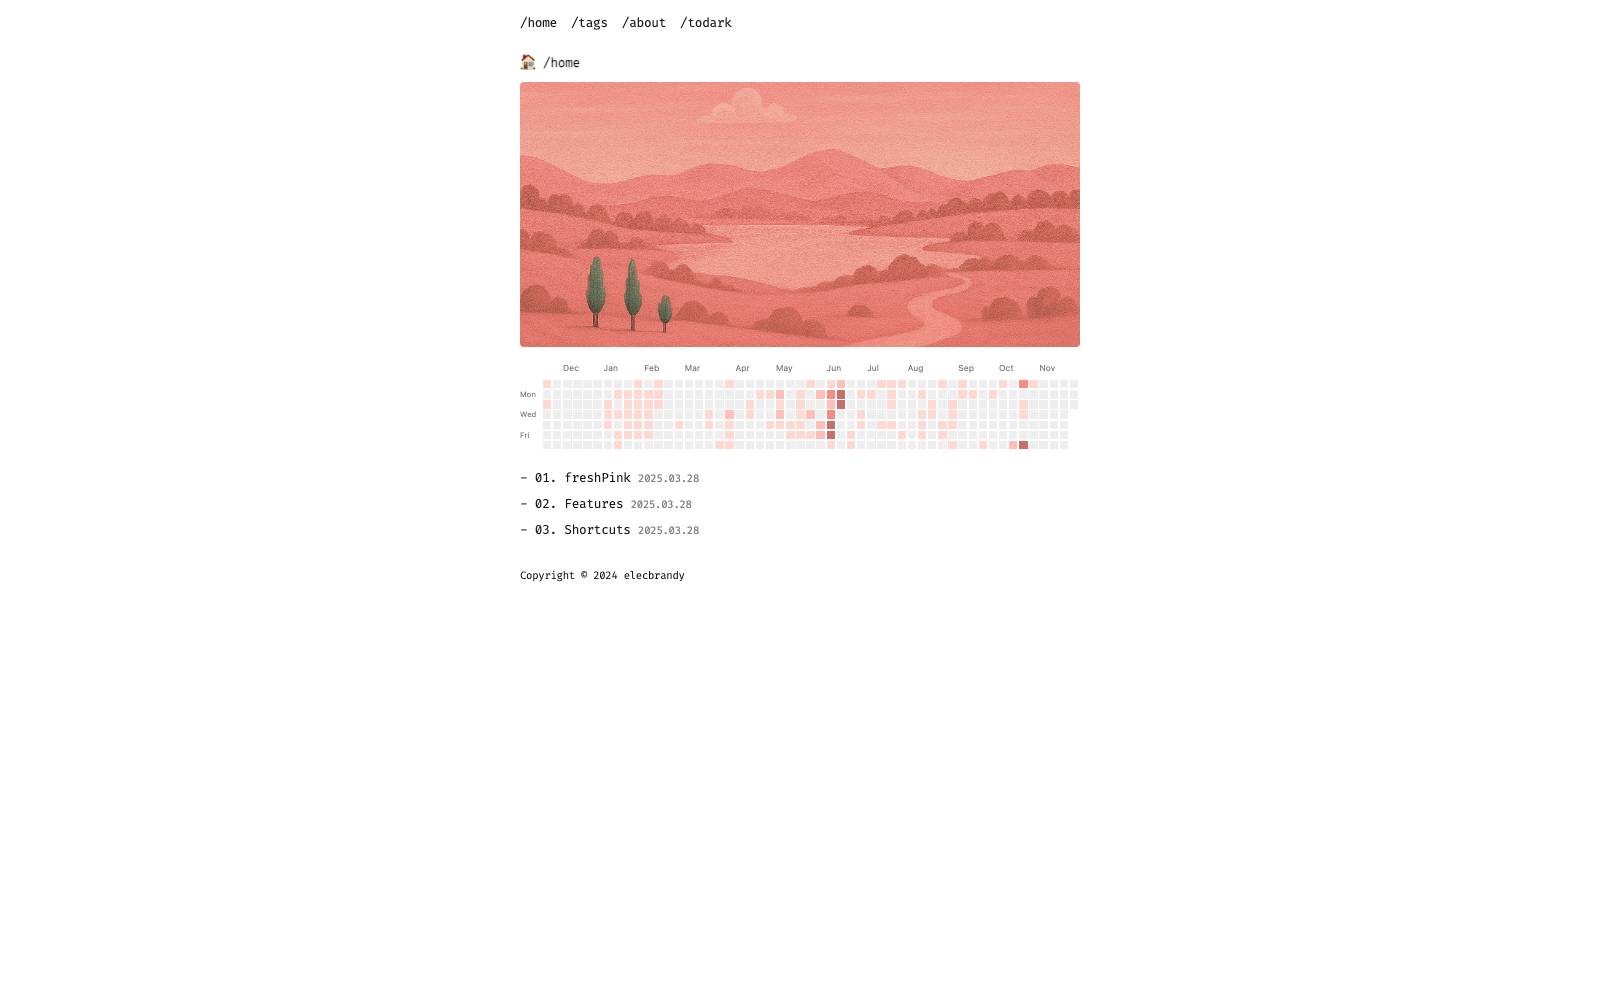 /home /tags /about /todark
🏠 /home
Dec Jan Feb Mar Apr May Jun Jul Aug Sep Oct Nov
Mon
Wed
Fri
- 01. freshPink 2025.03.28
- 02. Features 2025.03.28
- 03. Shortcuts 2025.03.28
Copyright © 2024 elecbrandy